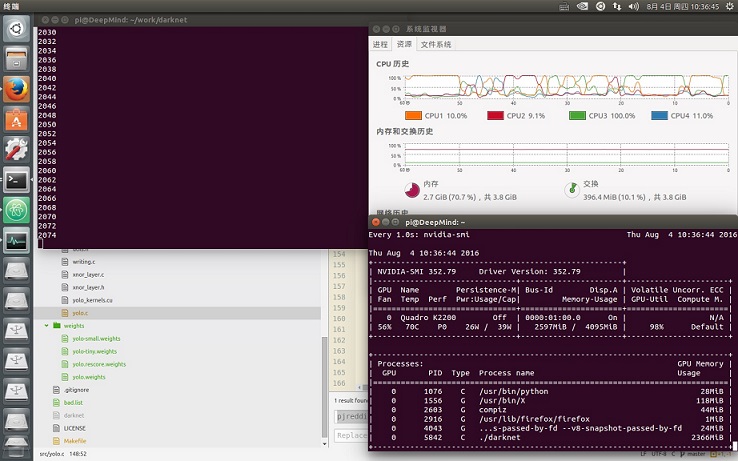 终端
8月 4日 周四 10:36:45
pi@DeepMind: ~/work/darknet
2030
2032
2034
2036
2038
2040
2042
2044
2046
2048
2050
2052
2054
2056
2058
2060
2062
2064
2066
2068
2070
2072
2074
系统监视器
进程 资源 文件系统
CPU 历史
100 %
50 %
0 %
60秒 50 40 30 20 10 0
CPU1 10.0% CPU2 9.1% CPU3 100.0% CPU4 11.0%
内存和交换历史
100 %
50 %
0 %
60秒 50 40 30 20 10 0
内存
2.7 GiB (70.7 %) ，共 3.8 GiB
交换
396.4 MiB (10.1 %) ，共 3.8 GiB
网络历史
writing.c
xnor_layer.c
xnor_layer.h
yolo_kernels.cu
yolo.c
weights
yolo-small.weights
yolo-tiny.weights
yolo.rescore.weights
yolo.weights
.gitignore
bad.list
darknet
LICENSE
Makefile
src/yolo.c 148:52
154
155
156
157
158
159
160
161
162
163
164
165
166
1 result found
pjreddi
Replace
LF UTF-8 C master
pi@DeepMind: ~
Every 1.0s: nvidia-smi Thu Aug 4 10:36:44 2016
Thu Aug 4 10:36:44 2016
| NVIDIA-SMI 352.79 Driver Version: 352.79 |
| GPU Name Persistence-M| Bus-Id Disp.A | Volatile Uncorr. ECC |
| Fan Temp Perf Pwr:Usage/Cap| Memory-Usage | GPU-Util Compute M. |
| 0 Quadro K2200 Off | 0000:01:00.0 On | N/A |
| 56% 70C P0 26W / 39W | 2597MiB / 4095MiB | 98% Default |
| Processes: GPU Memory |
| GPU PID Type Process name Usage |
| 0 1076 C /usr/bin/python 28MiB |
| 0 1556 G /usr/bin/X 118MiB |
| 0 2603 G compiz 44MiB |
| 0 2916 G /usr/lib/firefox/firefox 1MiB |
| 0 4043 G ...s-passed-by-fd --v8-snapshot-passed-by-fd 24MiB |
| 0 5842 C ./darknet 2366MiB |